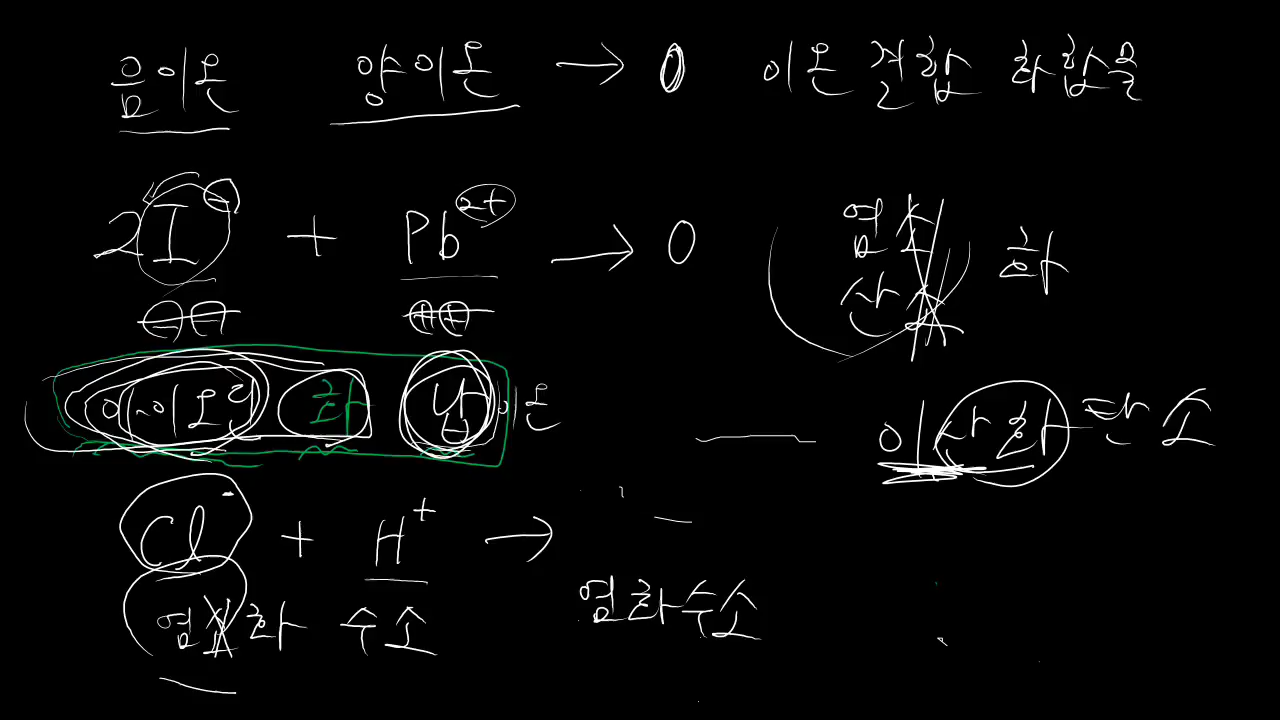 음이온 양이온 → 0 이온 결합 화합물
2I⁻ + Pb²⁺ → 0
염소 화
산소
⊖⊖ ⊕⊕
아이오딘 화 납 이온
이산화탄소
Cl⁻ + H⁺ →
염소화 수소 염화수소